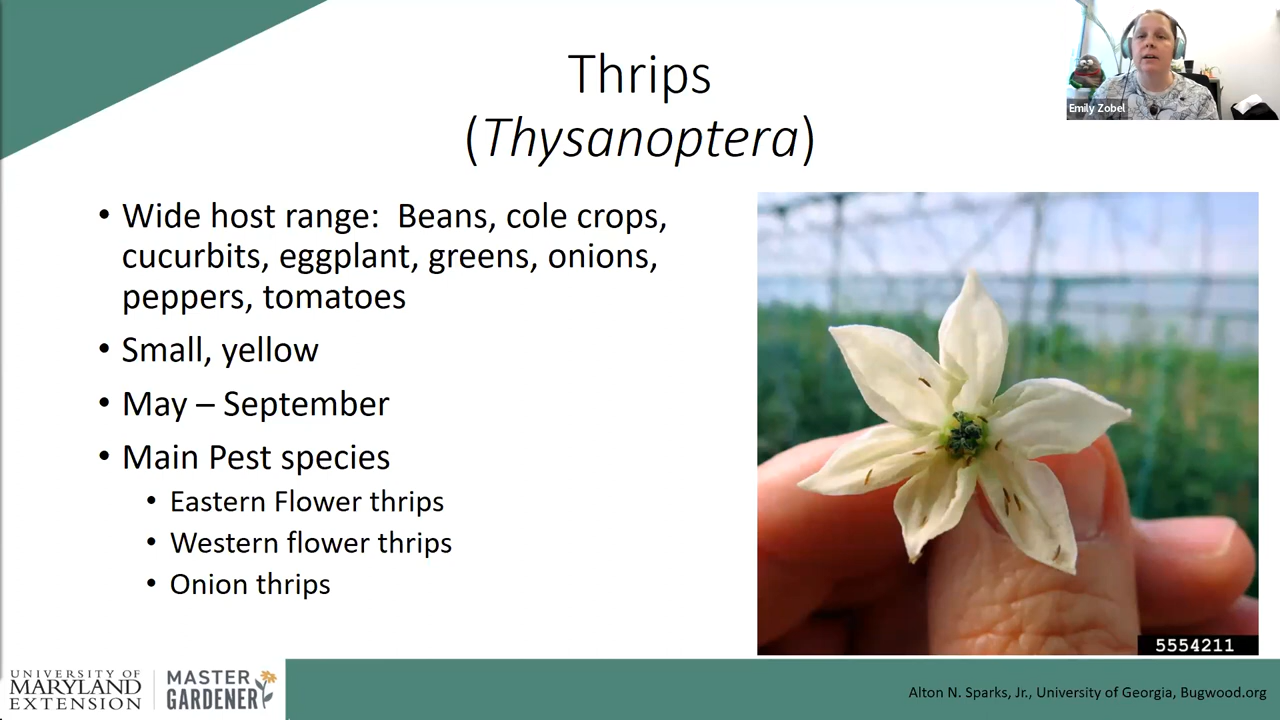 Thrips
(Thysanoptera)
Emily Zobel
• Wide host range:  Beans, cole crops,
cucurbits, eggplant, greens, onions,
peppers, tomatoes
• Small, yellow
• May – September
• Main Pest species
• Eastern Flower thrips
• Western flower thrips
• Onion thrips
5554211
UNIVERSITY OF
MARYLAND
EXTENSION
MASTER
GARDENER
Alton N. Sparks, Jr., University of Georgia, Bugwood.org